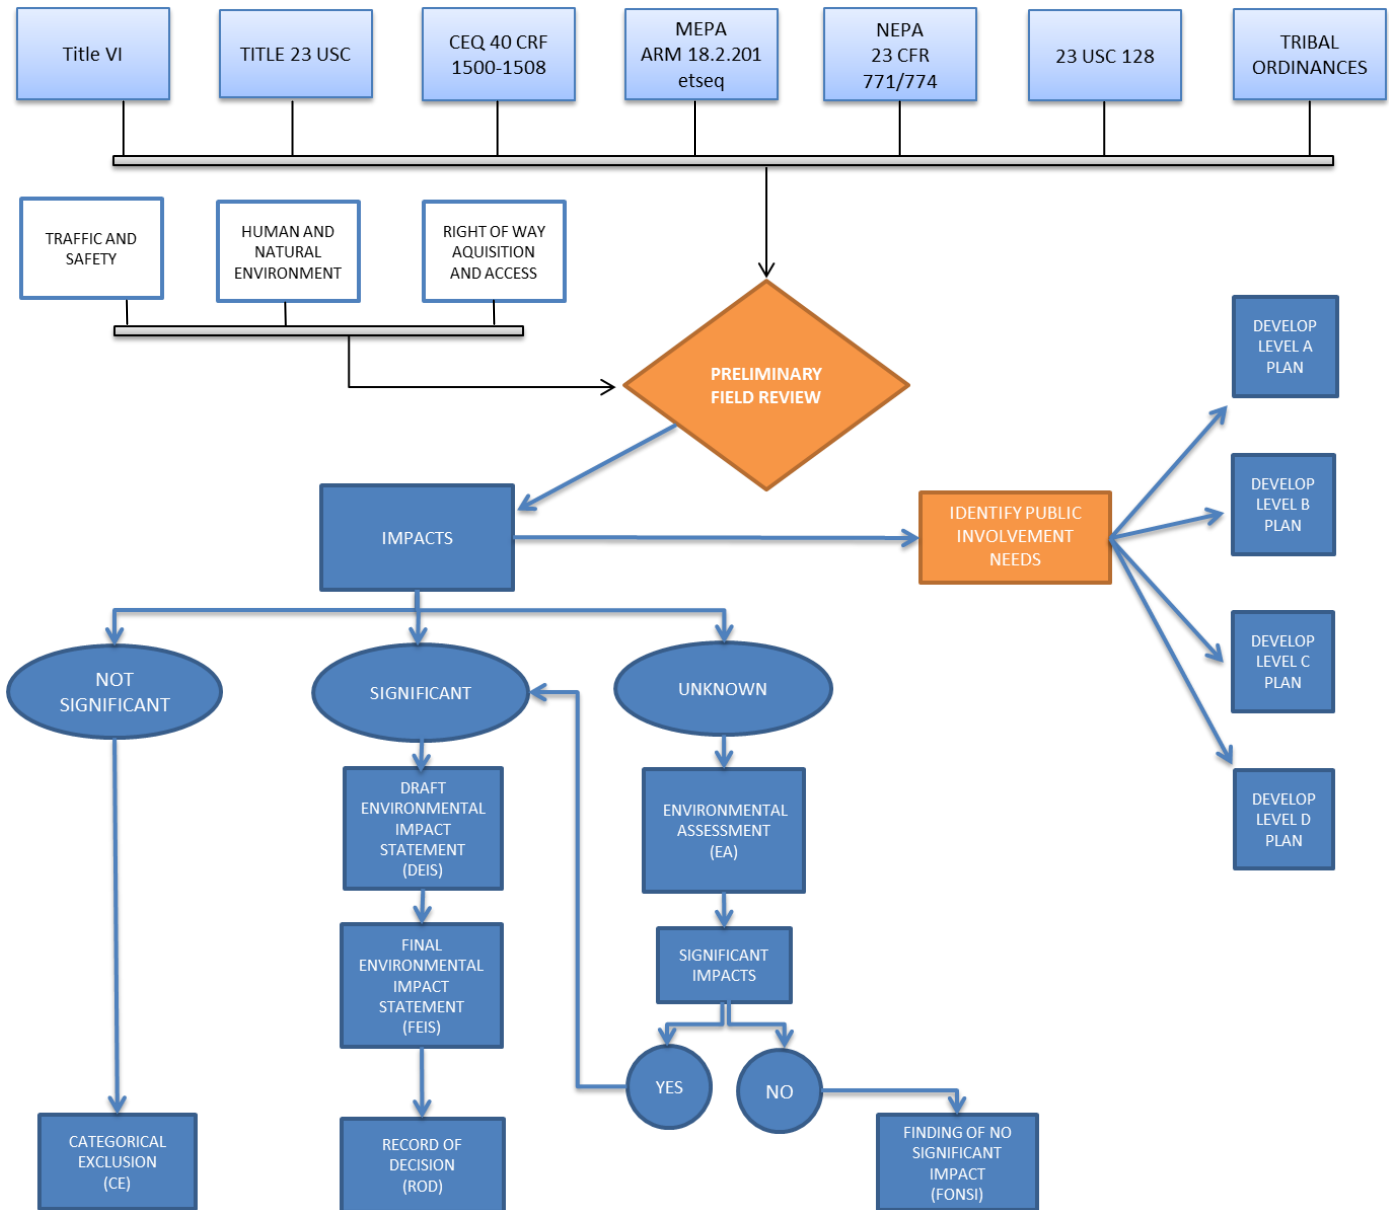 Title VI
TITLE 23 USC
CEQ 40 CRF
1500-1508
MEPA
ARM 18.2.201
etseq
NEPA
23 CFR
771/774
23 USC 128
TRIBAL
ORDINANCES
TRAFFIC AND
SAFETY
HUMAN AND
NATURAL
ENVIRONMENT
RIGHT OF WAY
AQUISITION
AND ACCESS
PRELIMINARY
FIELD REVIEW
DEVELOP
LEVEL A
PLAN
DEVELOP
LEVEL B
PLAN
IMPACTS
IDENTIFY PUBLIC
INVOLVEMENT
NEEDS
DEVELOP
LEVEL C
PLAN
NOT
SIGNIFICANT
SIGNIFICANT
UNKNOWN
DEVELOP
LEVEL D
PLAN
DRAFT
ENVIRONMENTAL
IMPACT
STATEMENT
(DEIS)
ENVIRONMENTAL
ASSESSMENT
(EA)
FINAL
ENVIRONMENTAL
IMPACT
STATEMENT
(FEIS)
SIGNIFICANT
IMPACTS
YES
NO
CATEGORICAL
EXCLUSION
(CE)
RECORD OF
DECISION
(ROD)
FINDING OF NO
SIGNIFICANT
IMPACT
(FONSI)